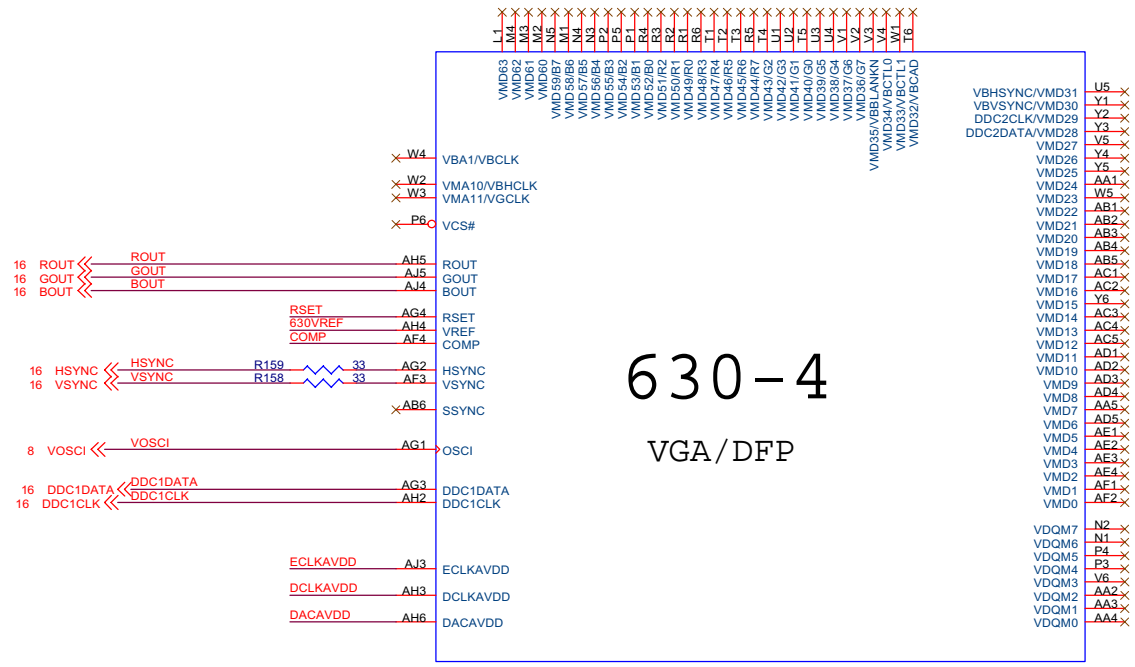 L1 M4 M3 M2 N5 M1 N4 N3 P2 P5 P1 R4 R3 R2 R1 R6 T1 T2 T3 R5 T4 U1 U2 T5 U3 U4 V1 V2 V3 V4 W1 T6
VMD63
VMD62
VMD61
VMD60
VMD59/B7
VMD58/B6
VMD57/B5
VMD56/B4
VMD55/B3
VMD54/B2
VMD53/B1
VMD52/B0
VMD51/R2
VMD50/R1
VMD49/R0
VMD48/R3
VMD47/R4
VMD46/R5
VMD45/R6
VMD44/R7
VMD43/G2
VMD42/G3
VMD41/G1
VMD40/G0
VMD39/G5
VMD38/G4
VMD37/G6
VMD36/G7
VMD35/VBBLANKN
VMD34/VBCTL0
VMD33/VBCTL1
VMD32/VBCAD
W4 VBA1/VBCLK
W2 VMA10/VBHCLK
W3 VMA11/VGCLK
P6 VCS#
16 ROUT ROUT AH5 ROUT
16 GOUT GOUT AJ5 GOUT
16 BOUT BOUT AJ4 BOUT
RSET AG4 RSET
630VREF AH4 VREF
COMP AF4 COMP
16 HSYNC HSYNC R159 33 AG2 HSYNC
16 VSYNC VSYNC R158 33 AF3 VSYNC
AB6 SSYNC
8 VOSCI VOSCI AG1 OSCI
16 DDC1DATA DDC1DATA AG3 DDC1DATA
16 DDC1CLK DDC1CLK AH2 DDC1CLK
ECLKAVDD AJ3 ECLKAVDD
DCLKAVDD AH3 DCLKAVDD
DACAVDD AH6 DACAVDD
630-4
VGA/DFP
VBHSYNC/VMD31 U5
VBVSYNC/VMD30 Y1
DDC2CLK/VMD29 Y2
DDC2DATA/VMD28 Y3
VMD27 V5
VMD26 Y4
VMD25 Y5
VMD24 AA1
VMD23 W5
VMD22 AB1
VMD21 AB2
VMD20 AB3
VMD19 AB4
VMD18 AB5
VMD17 AC1
VMD16 AC2
VMD15 Y6
VMD14 AC3
VMD13 AC4
VMD12 AC5
VMD11 AD1
VMD10 AD2
VMD9 AD3
VMD8 AD4
VMD7 AA5
VMD6 AD5
VMD5 AE1
VMD4 AE2
VMD3 AE3
VMD2 AE4
VMD1 AF1
VMD0 AF2
VDQM7 N2
VDQM6 N1
VDQM5 P4
VDQM4 P3
VDQM3 V6
VDQM2 AA2
VDQM1 AA3
VDQM0 AA4